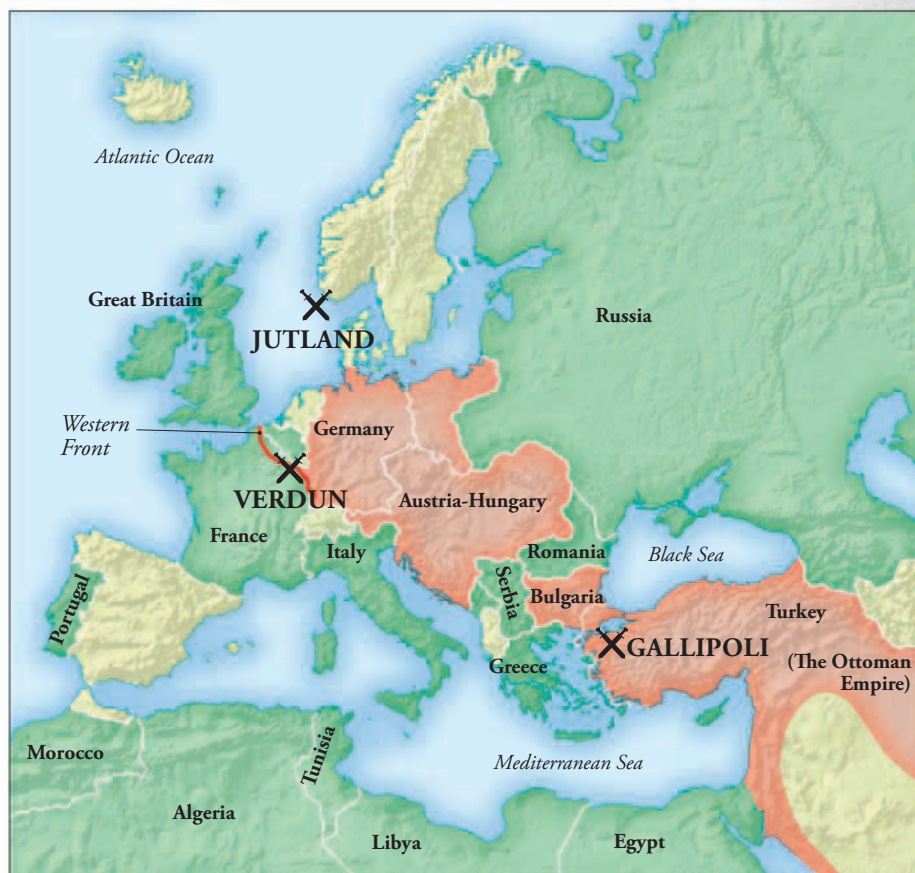 Atlantic Ocean
Great Britain
JUTLAND
Russia
Western
Front
Germany
VERDUN
Austria-Hungary
France
Italy
Romania
Black Sea
Serbia
Bulgaria
Portugal
Turkey
GALLIPOLI
(The Ottoman
Empire)
Greece
Morocco
Tunisia
Mediterranean Sea
Algeria
Libya
Egypt